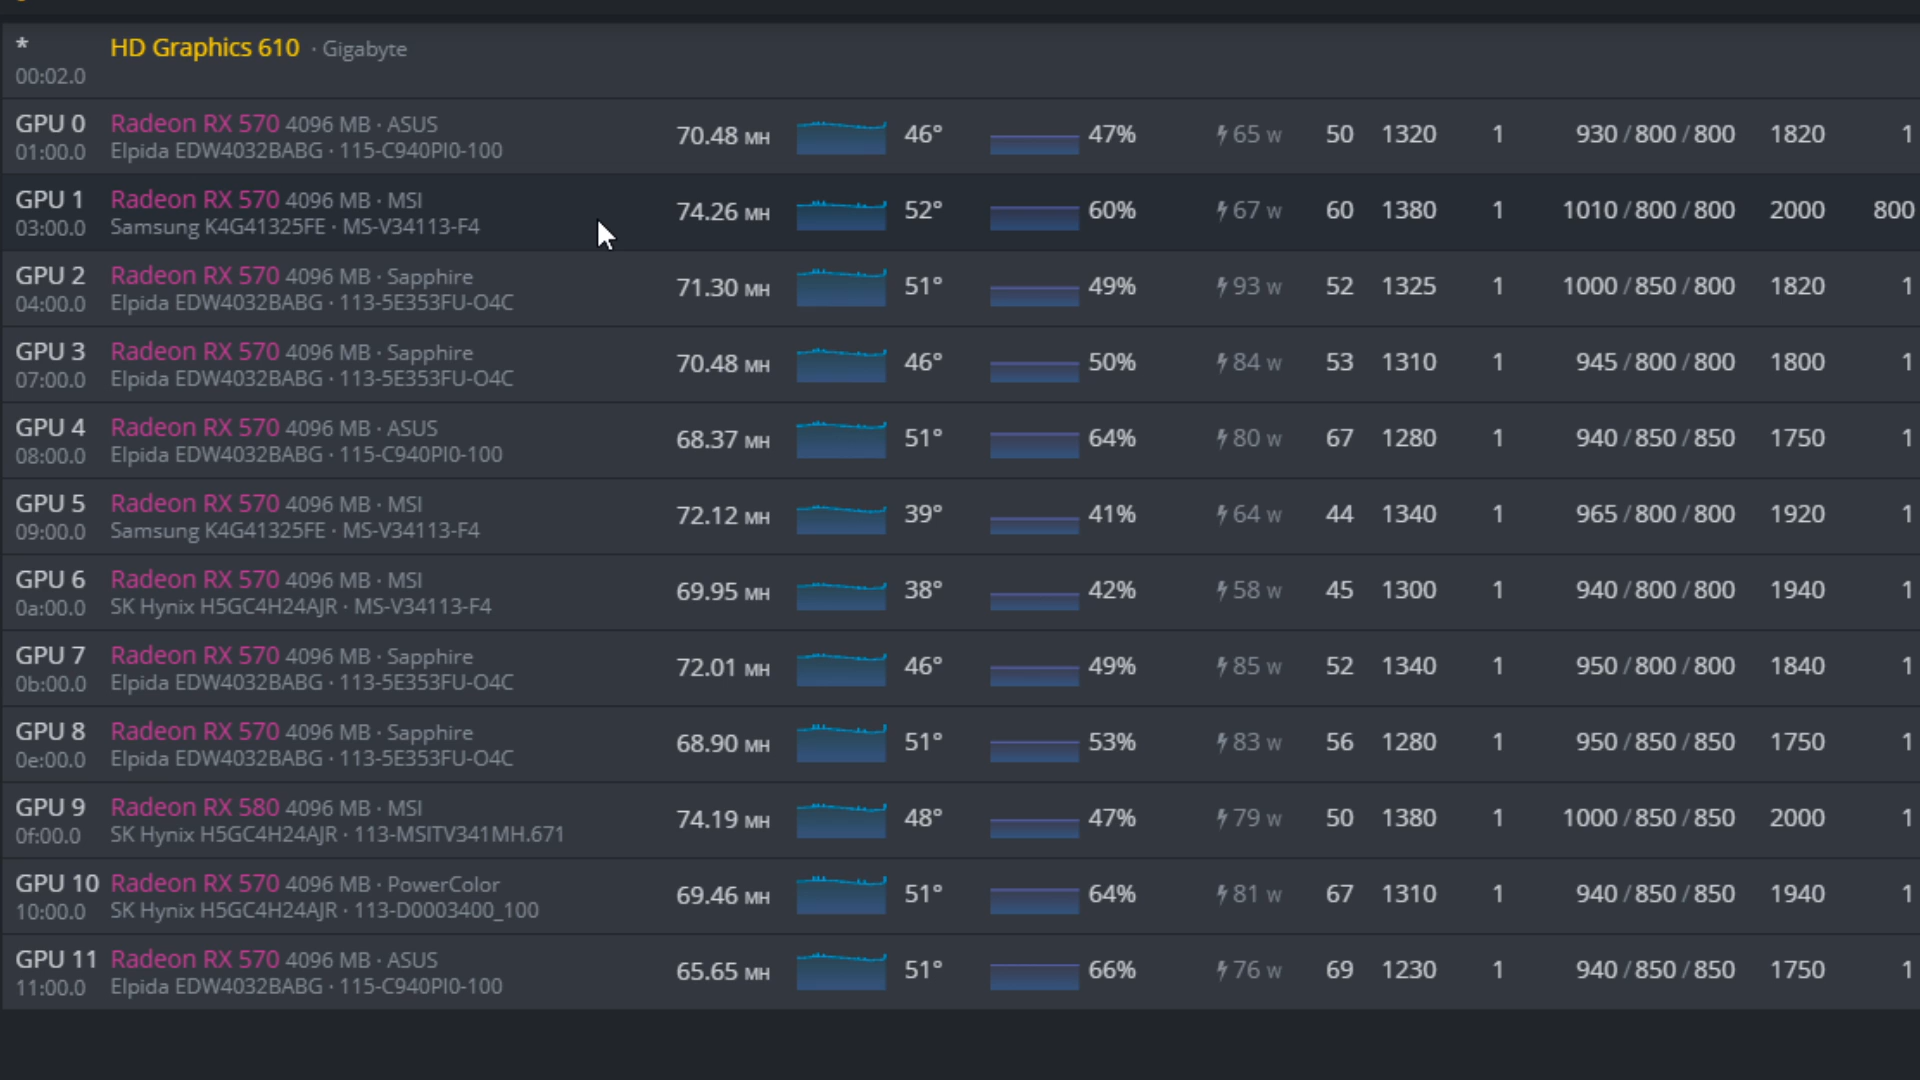 * HD Graphics 610 · Gigabyte
00:02.0
GPU 0 Radeon RX 570 4096 MB · ASUS 70.48 MH 46° 47% 65 w 50 1320 1 930 / 800 / 800 1820 1
01:00.0 Elpida EDW4032BABG · 115-C940PI0-100
GPU 1 Radeon RX 570 4096 MB · MSI 74.26 MH 52° 60% 67 w 60 1380 1 1010 / 800 / 800 2000 800
03:00.0 Samsung K4G41325FE · MS-V34113-F4
GPU 2 Radeon RX 570 4096 MB · Sapphire 71.30 MH 51° 49% 93 w 52 1325 1 1000 / 850 / 800 1820 1
04:00.0 Elpida EDW4032BABG · 113-5E353FU-O4C
GPU 3 Radeon RX 570 4096 MB · Sapphire 70.48 MH 46° 50% 84 w 53 1310 1 945 / 800 / 800 1800 1
07:00.0 Elpida EDW4032BABG · 113-5E353FU-O4C
GPU 4 Radeon RX 570 4096 MB · ASUS 68.37 MH 51° 64% 80 w 67 1280 1 940 / 850 / 850 1750 1
08:00.0 Elpida EDW4032BABG · 115-C940PI0-100
GPU 5 Radeon RX 570 4096 MB · MSI 72.12 MH 39° 41% 64 w 44 1340 1 965 / 800 / 800 1920 1
09:00.0 Samsung K4G41325FE · MS-V34113-F4
GPU 6 Radeon RX 570 4096 MB · MSI 69.95 MH 38° 42% 58 w 45 1300 1 940 / 800 / 800 1940 1
0a:00.0 SK Hynix H5GC4H24AJR · MS-V34113-F4
GPU 7 Radeon RX 570 4096 MB · Sapphire 72.01 MH 46° 49% 85 w 52 1340 1 950 / 800 / 800 1840 1
0b:00.0 Elpida EDW4032BABG · 113-5E353FU-O4C
GPU 8 Radeon RX 570 4096 MB · Sapphire 68.90 MH 51° 53% 83 w 56 1280 1 950 / 850 / 850 1750 1
0e:00.0 Elpida EDW4032BABG · 113-5E353FU-O4C
GPU 9 Radeon RX 580 4096 MB · MSI 74.19 MH 48° 47% 79 w 50 1380 1 1000 / 850 / 850 2000 1
0f:00.0 SK Hynix H5GC4H24AJR · 113-MSITV341MH.671
GPU 10 Radeon RX 570 4096 MB · PowerColor 69.46 MH 51° 64% 81 w 67 1310 1 940 / 850 / 850 1940 1
10:00.0 SK Hynix H5GC4H24AJR · 113-D0003400_100
GPU 11 Radeon RX 570 4096 MB · ASUS 65.65 MH 51° 66% 76 w 69 1230 1 940 / 850 / 850 1750 1
11:00.0 Elpida EDW4032BABG · 115-C940PI0-100